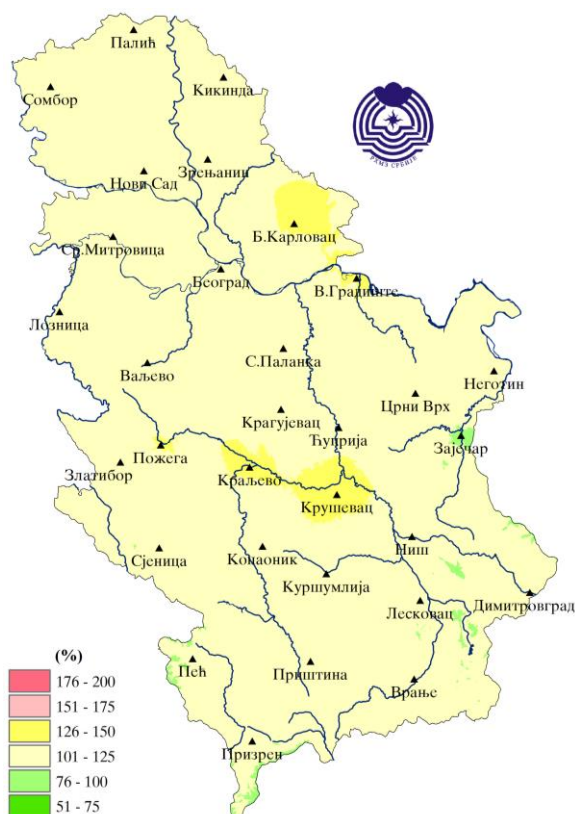 Палић
Кикинда
Сомбор
Зрењанин
Нови Сад
РХМЗ СРБИЈЕ
Б.Карловац
Ср.Митровица
Београд
В.Градиште
Лозница
С.Паланка
Ваљево
Неготин
Црни Врх
Крагујевац
Ћуприја
Зајечар
Пожега
Златибор
Краљево
Крушевац
Ниш
Сјеница
Копаоник
Куршумлија
Димитровград
Лесковац
(%)
Пећ
Приштина
Врање
176 - 200
151 - 175
126 - 150
101 - 125
Призрен
76 - 100
51 - 75